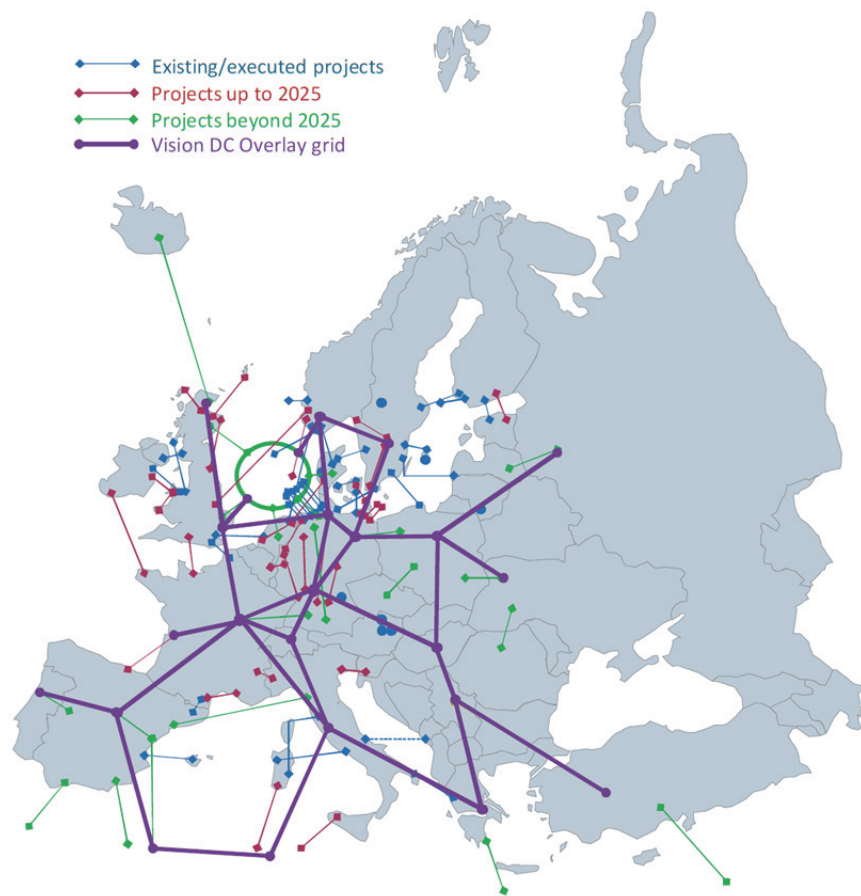 Existing/executed projects
Projects up to 2025
Projects beyond 2025
Vision DC Overlay grid